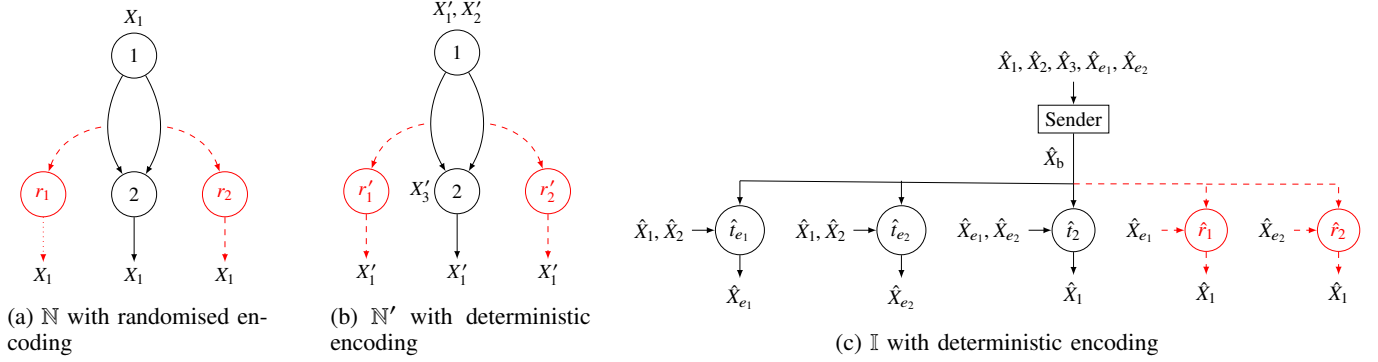 X₁
1
r₁
2
r₂
X₁
X₁
X₁
(a) ℕ with randomised en-
coding
X′₁, X′₂
1
r′₁
X′₃
2
r′₂
X′₁
X′₁
X′₁
(b) ℕ′ with deterministic
encoding
X̂₁, X̂₂, X̂₃, X̂ₑ₁, X̂ₑ₂
Sender
X̂_b
X̂₁, X̂₂ t̂ₑ₁ X̂₁, X̂₂ t̂ₑ₂ X̂ₑ₁, X̂ₑ₂ t̂₂ X̂ₑ₁ r̂₁ X̂ₑ₂ r̂₂
X̂ₑ₁ X̂ₑ₂ X̂₁ X̂₁ X̂₁
(c) 𝕀 with deterministic encoding